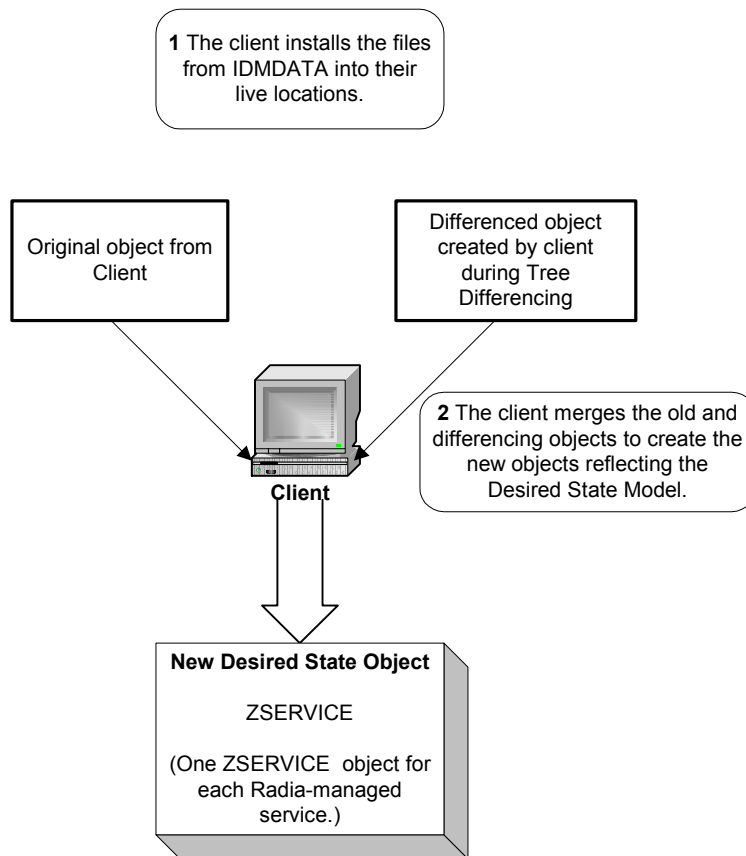 1 The client installs the files
from IDMDATA into their
live locations.
Original object from
Client
Differenced object
created by client
during Tree
Differencing
2 The client merges the old and
differencing objects to create the
new objects reflecting the
Desired State Model.
Client
New Desired State Object
ZSERVICE
(One ZSERVICE object for
each Radia-managed
service.)